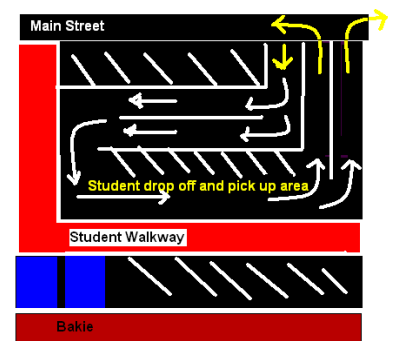 Main Street
Student drop off and pick up area
Student Walkway
Bakie